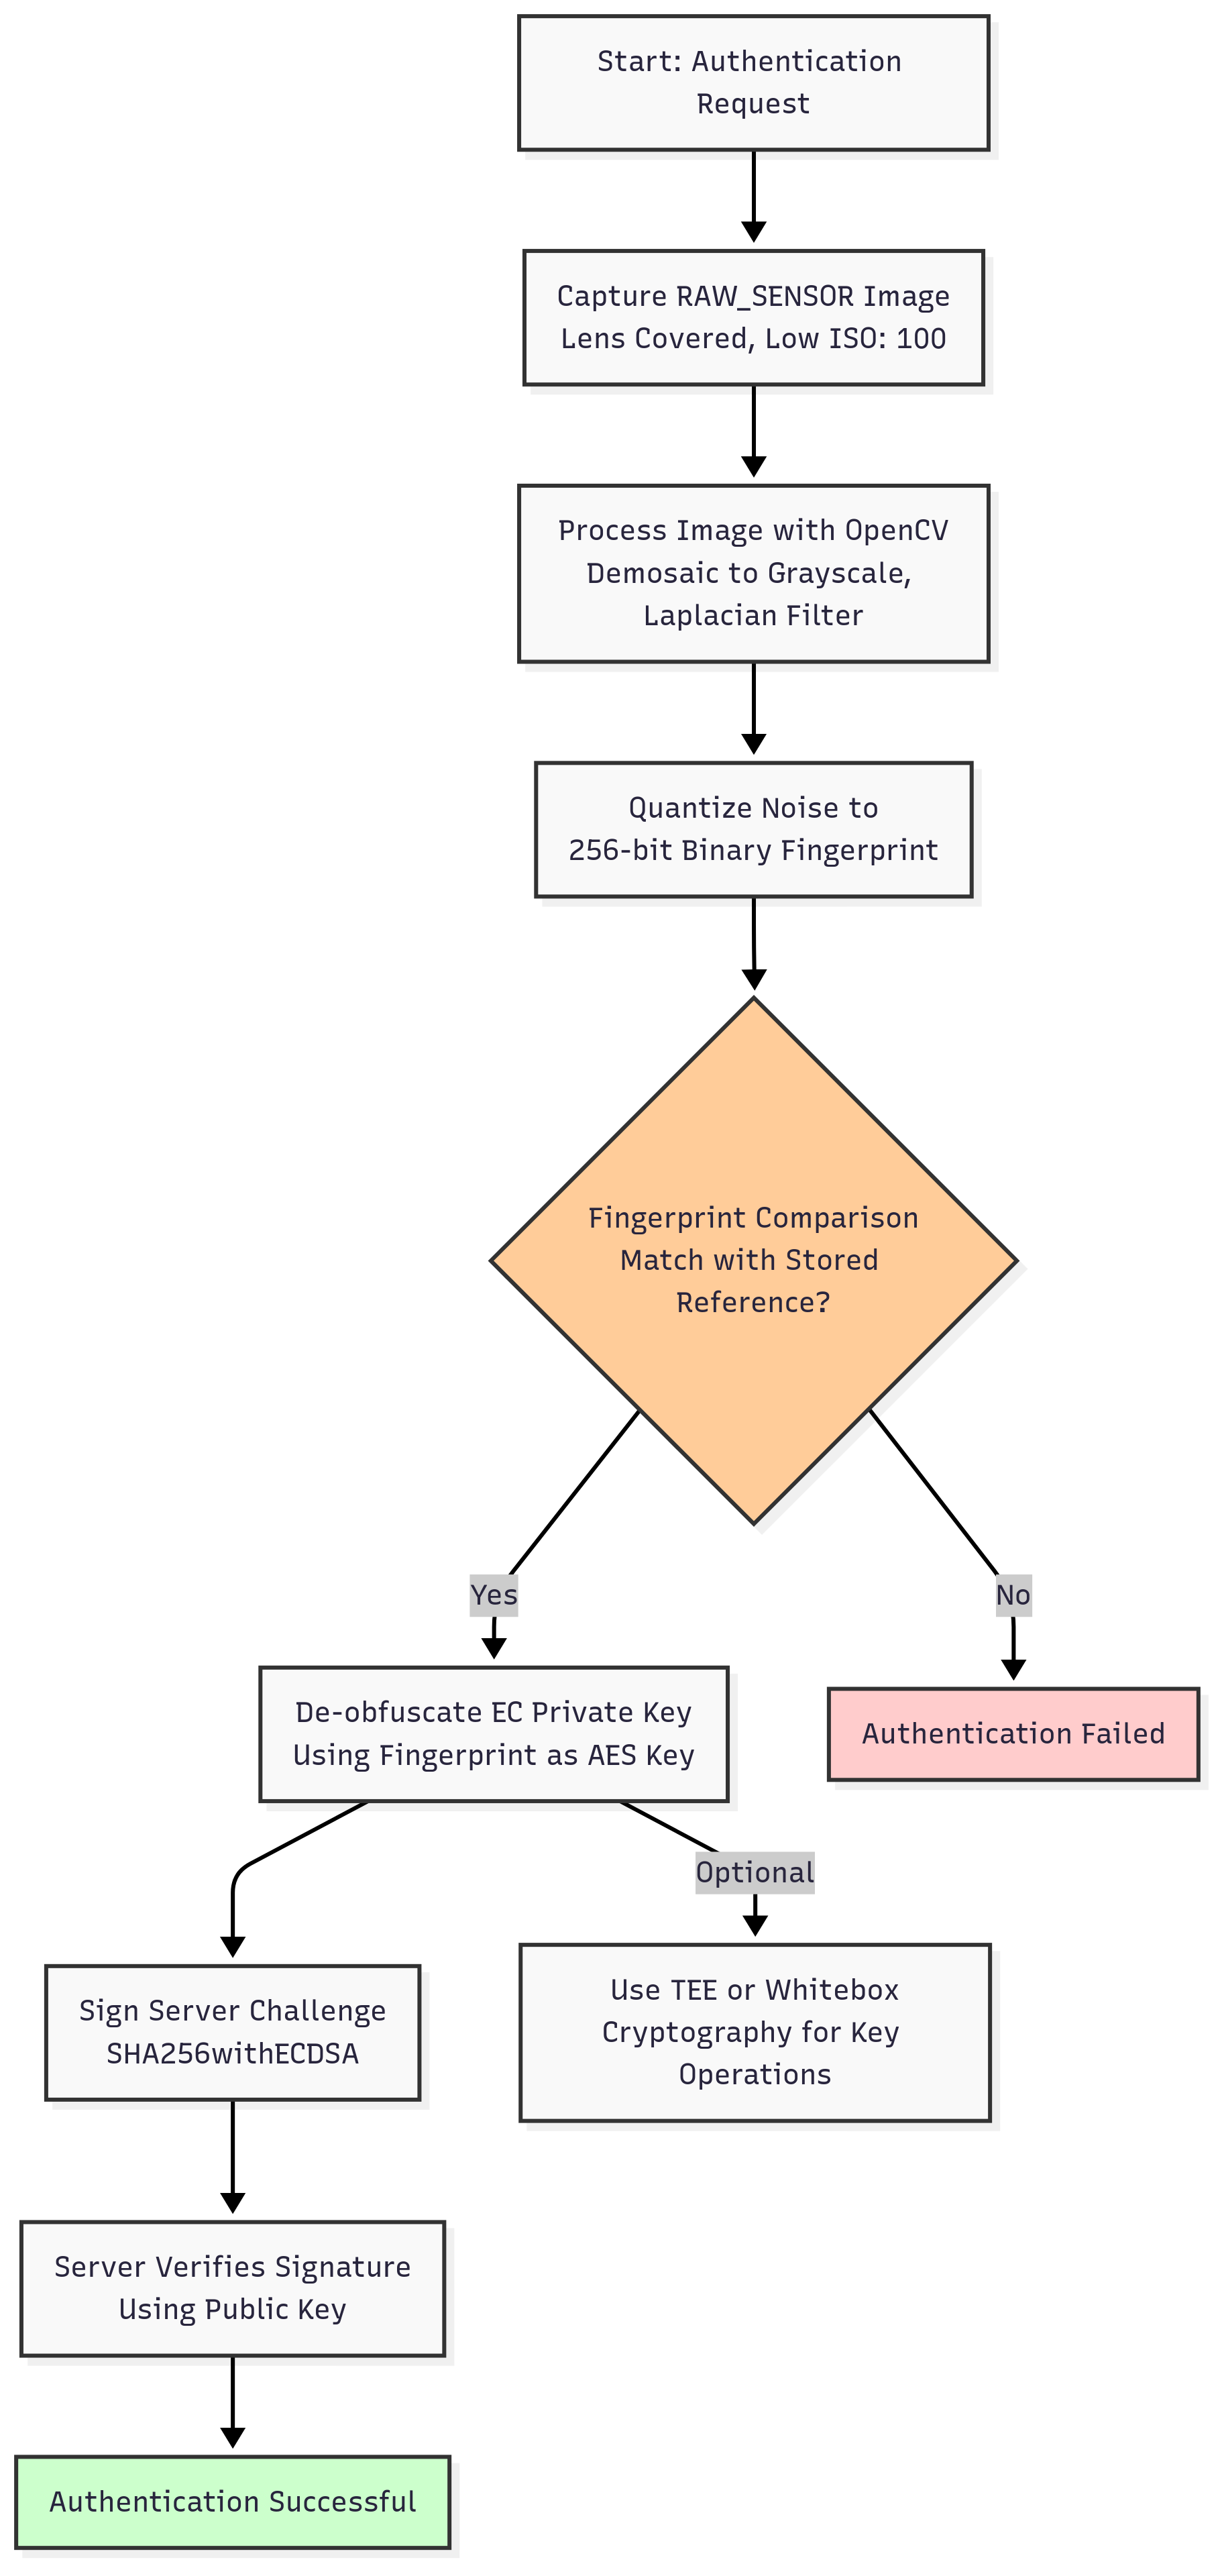 Start: Authentication
Request
Capture RAW_SENSOR Image
Lens Covered, Low ISO: 100
Process Image with OpenCV
Demosaic to Grayscale,
Laplacian Filter
Quantize Noise to
256-bit Binary Fingerprint
Fingerprint Comparison
Match with Stored
Reference?
Yes
No
De-obfuscate EC Private Key
Using Fingerprint as AES Key
Authentication Failed
Optional
Sign Server Challenge
SHA256withECDSA
Use TEE or Whitebox
Cryptography for Key
Operations
Server Verifies Signature
Using Public Key
Authentication Successful